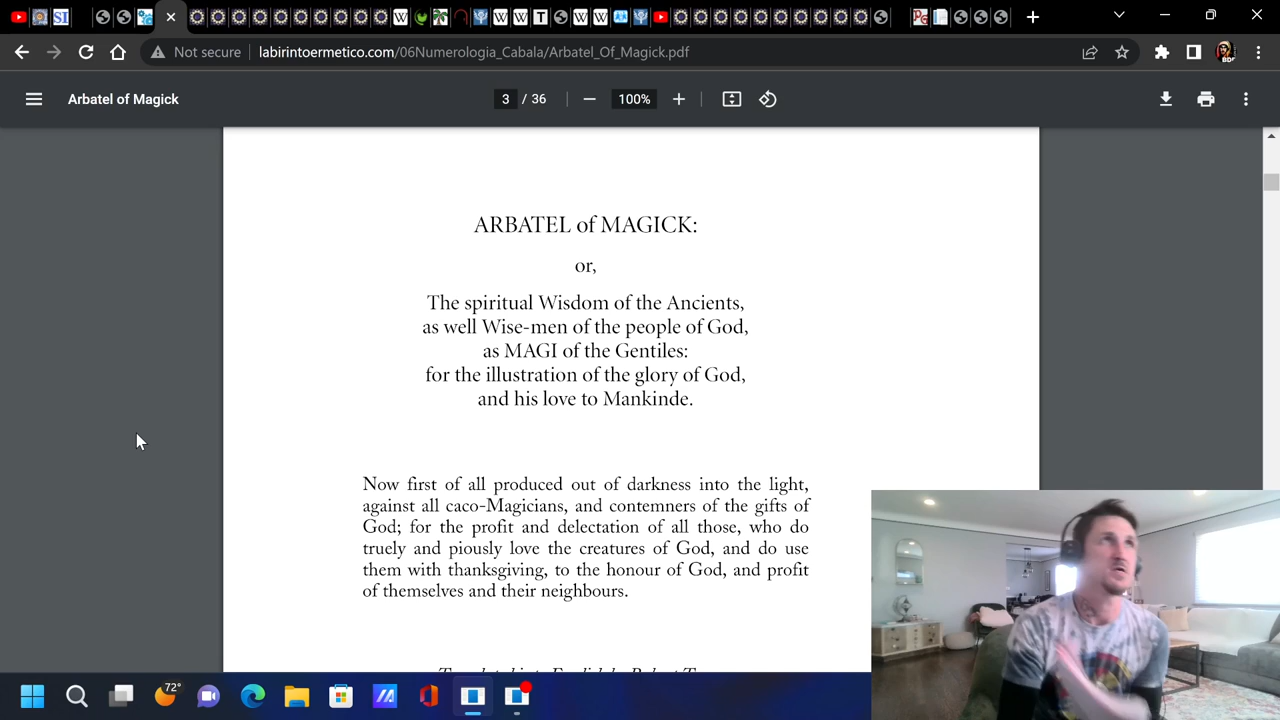 Not secure
labirintoermetico.com/06Numerologia_Cabala/Arbatel_Of_Magick.pdf
Arbatel of Magick
3 / 36
100%
ARBATEL of MAGICK:
or,
The spiritual Wisdom of the Ancients,
as well Wise-men of the people of God,
as MAGI of the Gentiles:
for the illustration of the glory of God,
and his love to Mankinde.
Now first of all produced out of darkness into the light,
against all caco-Magicians, and contemners of the gifts of
God; for the profit and delectation of all those, who do
truely and piously love the creatures of God, and do use
them with thanksgiving, to the honour of God, and profit
of themselves and their neighbours.
72°